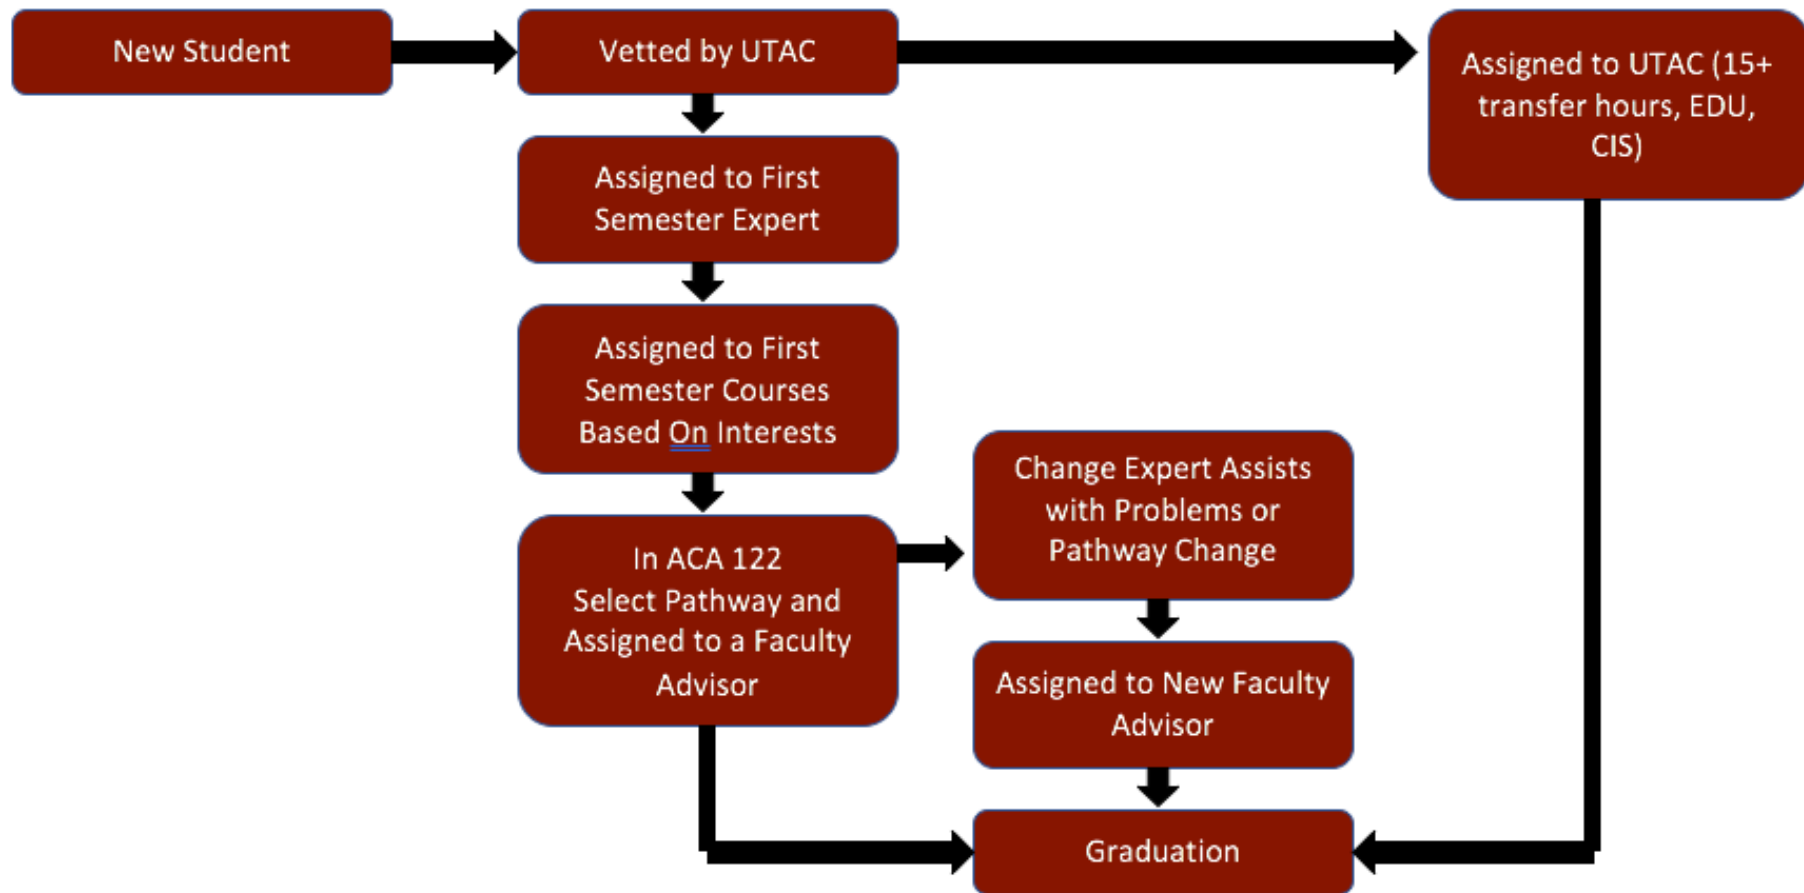 New Student
Vetted by UTAC
Assigned to UTAC (15+
transfer hours, EDU,
CIS)
Assigned to First
Semester Expert
Assigned to First
Semester Courses
Based On Interests
In ACA 122
Select Pathway and
Assigned to a Faculty
Advisor
Change Expert Assists
with Problems or
Pathway Change
Assigned to New Faculty
Advisor
Graduation